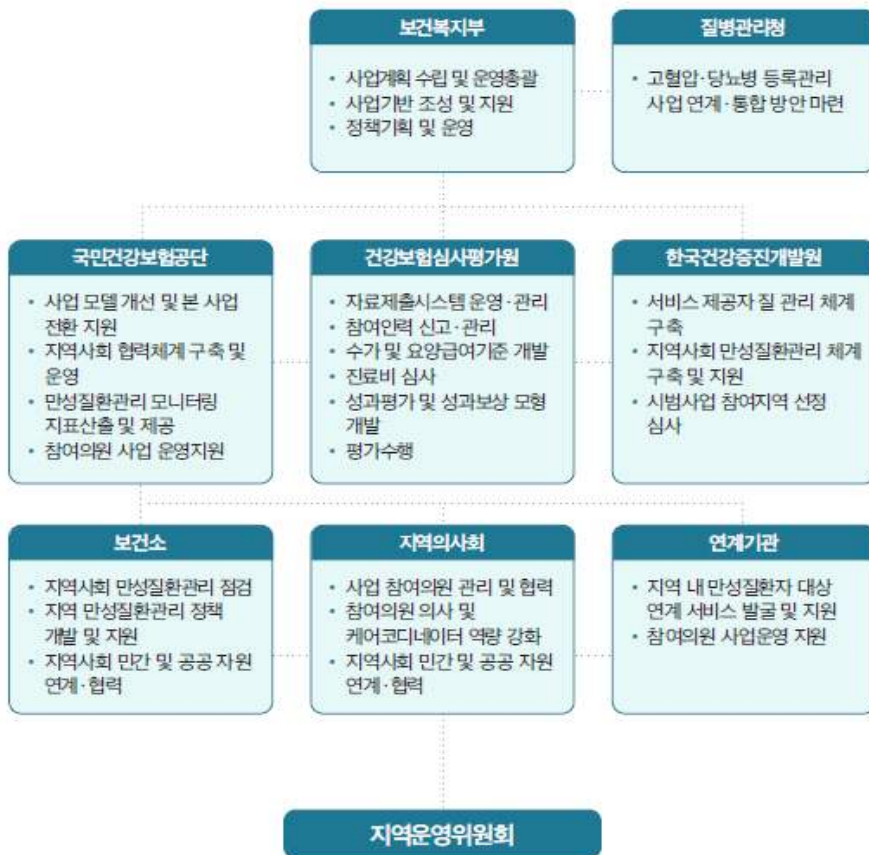 보건복지부
• 사업계획 수립 및 운영총괄
• 사업기반 조성 및 지원
• 정책기획 및 운영
질병관리청
• 고혈압·당뇨병 등록관리
사업 연계·통합 방안 마련
국민건강보험공단
• 사업 모델 개선 및 본 사업
전환 지원
• 지역사회 협력체계 구축 및
운영
• 만성질환관리 모니터링
지표산출 및 제공
• 참여의원 사업 운영지원
건강보험심사평가원
• 자료제출시스템 운영·관리
• 참여인력 신고·관리
• 수가 및 요양급여기준 개발
• 진료비 심사
• 성과평가 및 성과보상 모형
개발
• 평가수행
한국건강증진개발원
• 서비스 제공자 질 관리 체계
구축
• 지역사회 만성질환관리 체계
구축 및 지원
• 시범사업 참여지역 선정
심사
보건소
• 지역사회 만성질환관리 점검
• 지역 만성질환관리 정책
개발 및 지원
• 지역사회 민간 및 공공 자원
연계·협력
지역의사회
• 사업 참여의원 관리 및 협력
• 참여의원 의사 및
케어코디네이터 역량 강화
• 지역사회 민간 및 공공 자원
연계·협력
연계기관
• 지역 내 만성질환자 대상
연계 서비스 발굴 및 지원
• 참여의원 사업운영 지원
지역운영위원회